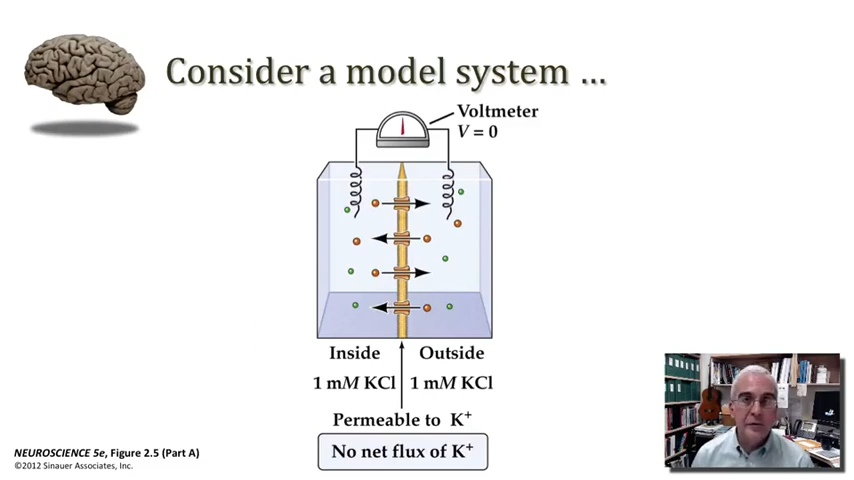 Consider a model system ...
Voltmeter
V = 0
Inside
Outside
1 mM KCl
1 mM KCl
Permeable to K⁺
No net flux of K⁺
NEUROSCIENCE 5e, Figure 2.5 (Part A)
©2012 Sinauer Associates, Inc.